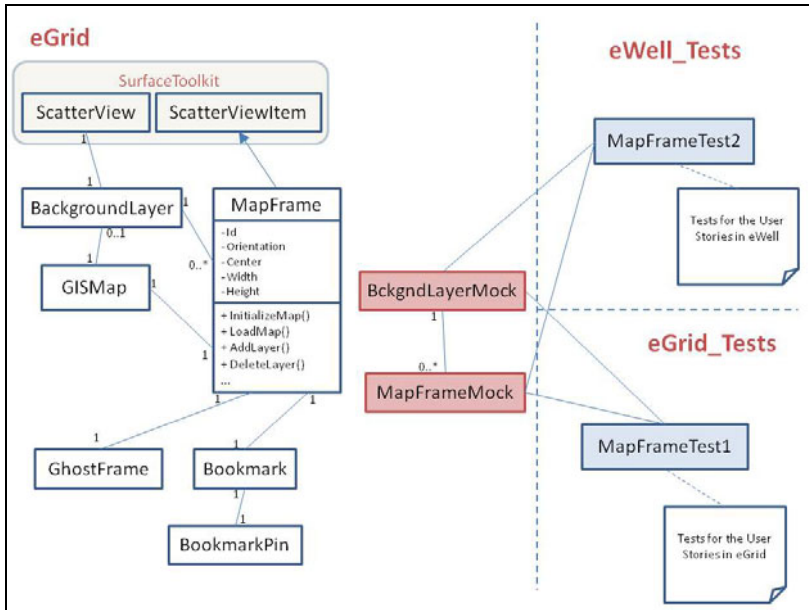 eGrid
SurfaceToolkit
ScatterView
ScatterViewItem
1
1
BackgroundLayer
1
0..1
0..*
1
GISMap
1
1
MapFrame
-Id
-Orientation
-Center
-Width
-Height
+ InitializeMap()
+ LoadMap()
+ AddLayer()
+ DeleteLayer()
...
1
1
1
GhostFrame
1
Bookmark
1
1
BookmarkPin
BckgndLayerMock
1
0..*
MapFrameMock
eWell_Tests
MapFrameTest2
Tests for the User
Stories in eWell
eGrid_Tests
MapFrameTest1
Tests for the User
Stories in eGrid